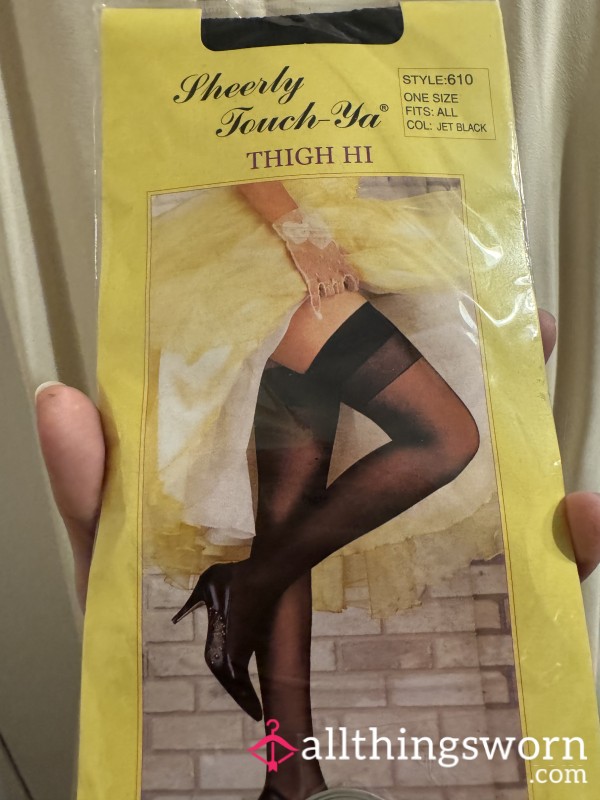 Sheerly
Touch-Ya®
THIGH HI
STYLE:610
ONE SIZE
FITS: ALL
COL: JET BLACK
allthingsworn
.com